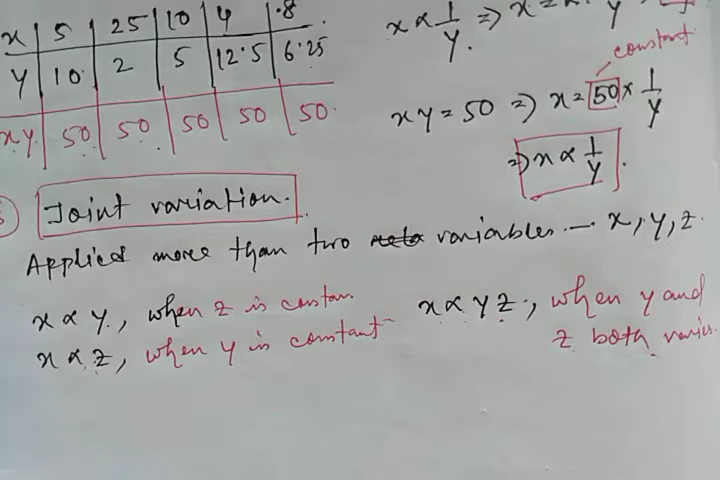 x | 5 | 25 | 10 | 4 | .8
y | 10 | 2 | 5 | 12.5 | 6.25
xy | 50 | 50 | 50 | 50 | 50
x ∝ 1/y. ⇒ x =
constant
xy = 50 ⇒ x = 50 × 1/y
⇒ x ∝ 1/y.
Joint variation.
Applied more than two variables. — x, y, z.
x ∝ y, when z is constan
x ∝ z, when y is constant
x ∝ y z, when y and
z both varies.